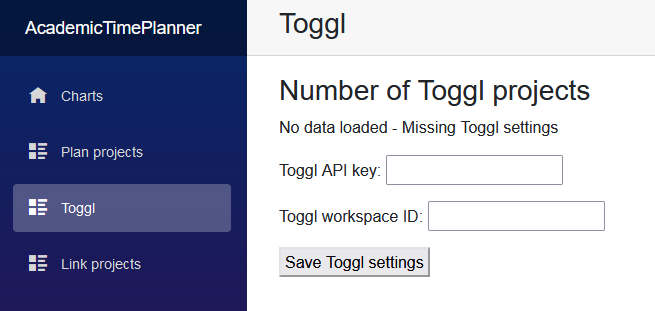 AcademicTimePlanner
Charts
Plan projects
Toggl
Link projects
Toggl
Number of Toggl projects
No data loaded - Missing Toggl settings
Toggl API key:
Toggl workspace ID:
Save Toggl settings